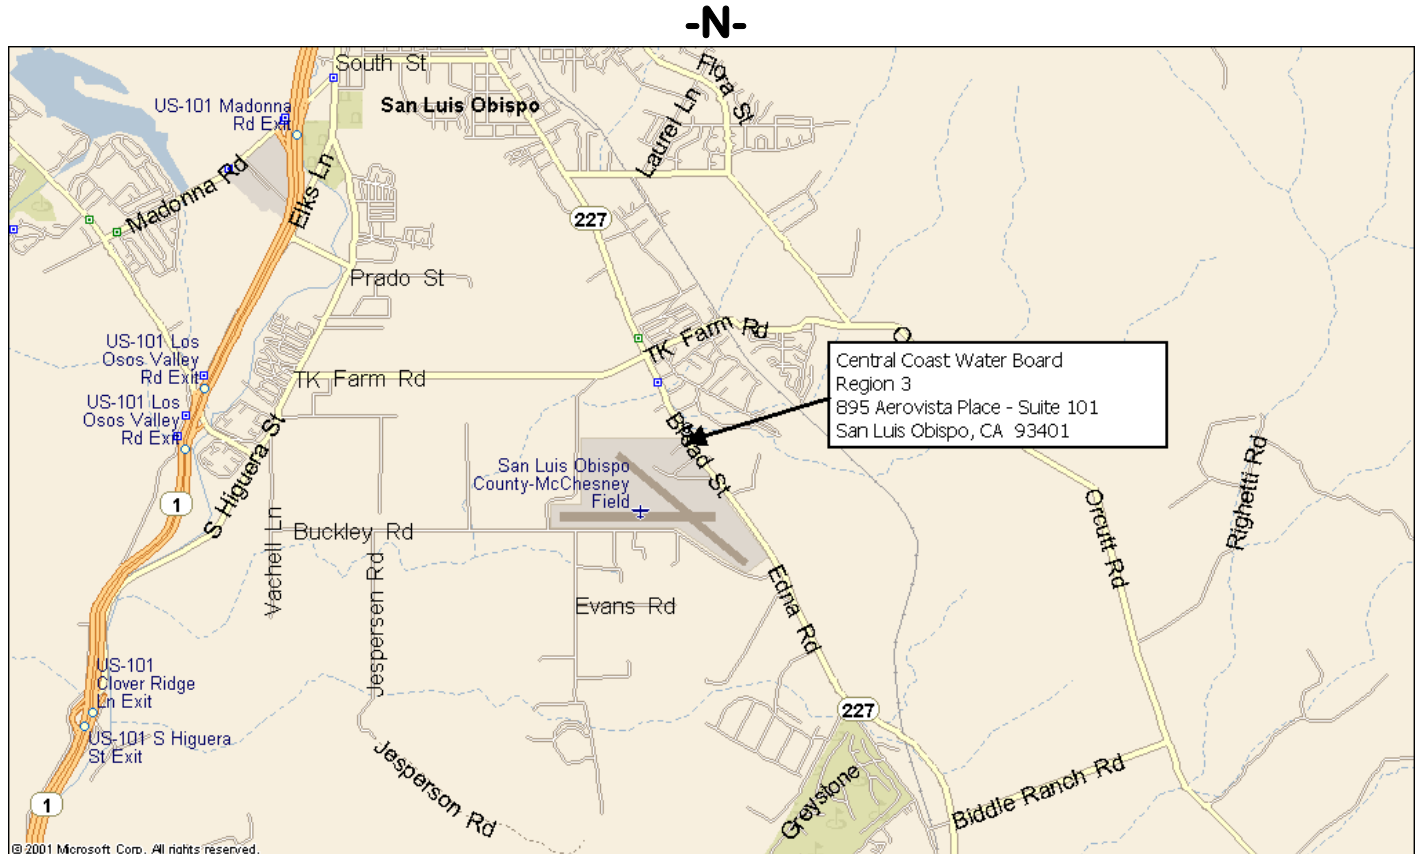 -N-
South St
Flora St
US-101 Madonna
Rd Exit
San Luis Obispo
Laurel Ln
Madonna Rd
Elks Ln
227
Prado St
US-101 Los
Osos Valley
Rd Exit
TK Farm Rd
O
TK Farm Rd
Central Coast Water Board
Region 3
895 Aerovista Place - Suite 101
San Luis Obispo, CA 93401
US-101 Los
Osos Valley
Rd Exit
Broad St
S Higuera St
San Luis Obispo
County-McChesney
Field
Righetti Rd
1
Orcutt Rd
Vachell Ln
Buckley Rd
Jespersen Rd
Edna Rd
Evans Rd
US-101
Clover Ridge
Ln Exit
227
US-101 S Higuera
St Exit
Jesperson Rd
Greystone
Biddle Ranch Rd
1
© 2001 Microsoft Corp. All rights reserved.